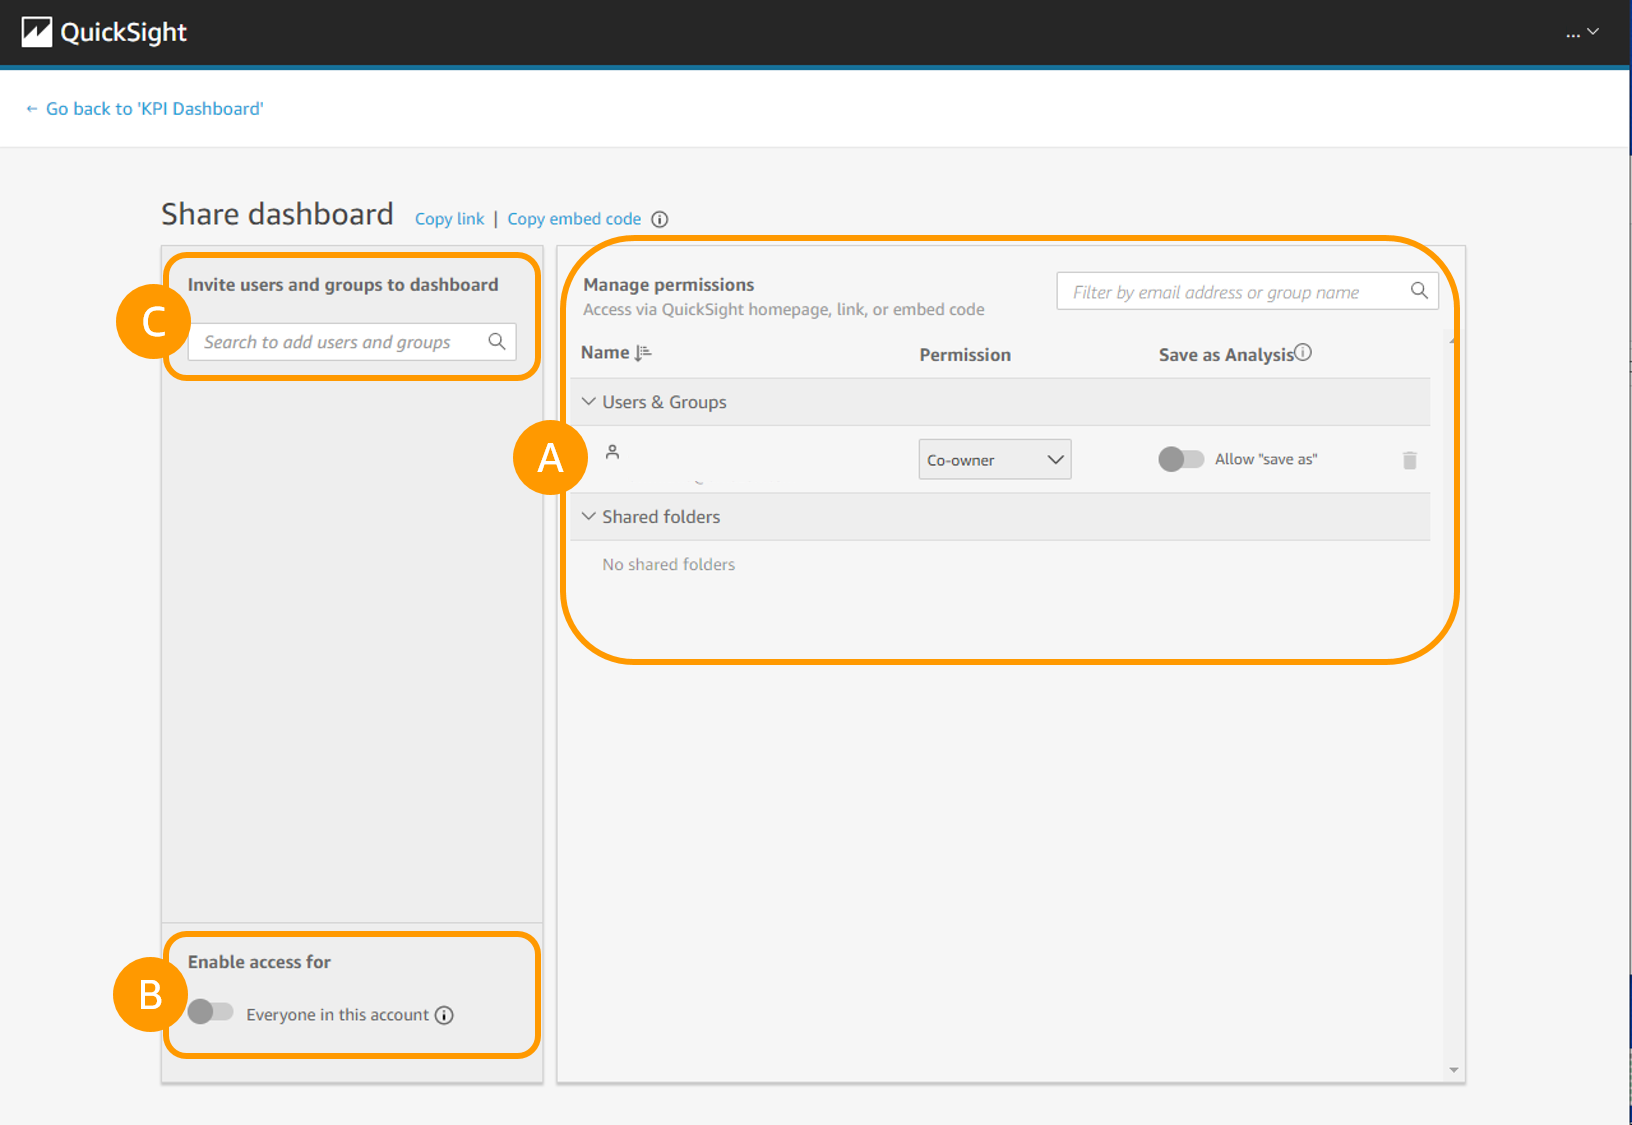 QuickSight
...
← Go back to 'KPI Dashboard'
Share dashboard Copy link | Copy embed code
Invite users and groups to dashboard
C
Search to add users and groups
Manage permissions
Access via QuickSight homepage, link, or embed code
Filter by email address or group name
Name Permission Save as Analysis
Users & Groups
A
Co-owner Allow "save as"
Shared folders
No shared folders
Enable access for
B
Everyone in this account